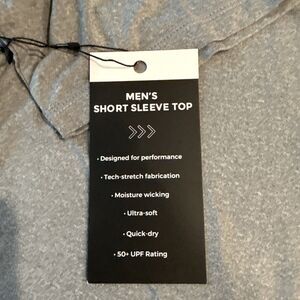 MEN'S
SHORT SLEEVE TOP
• Designed for performance
• Tech-stretch fabrication
• Moisture wicking
• Ultra-soft
• Quick-dry
• 50+ UPF Rating